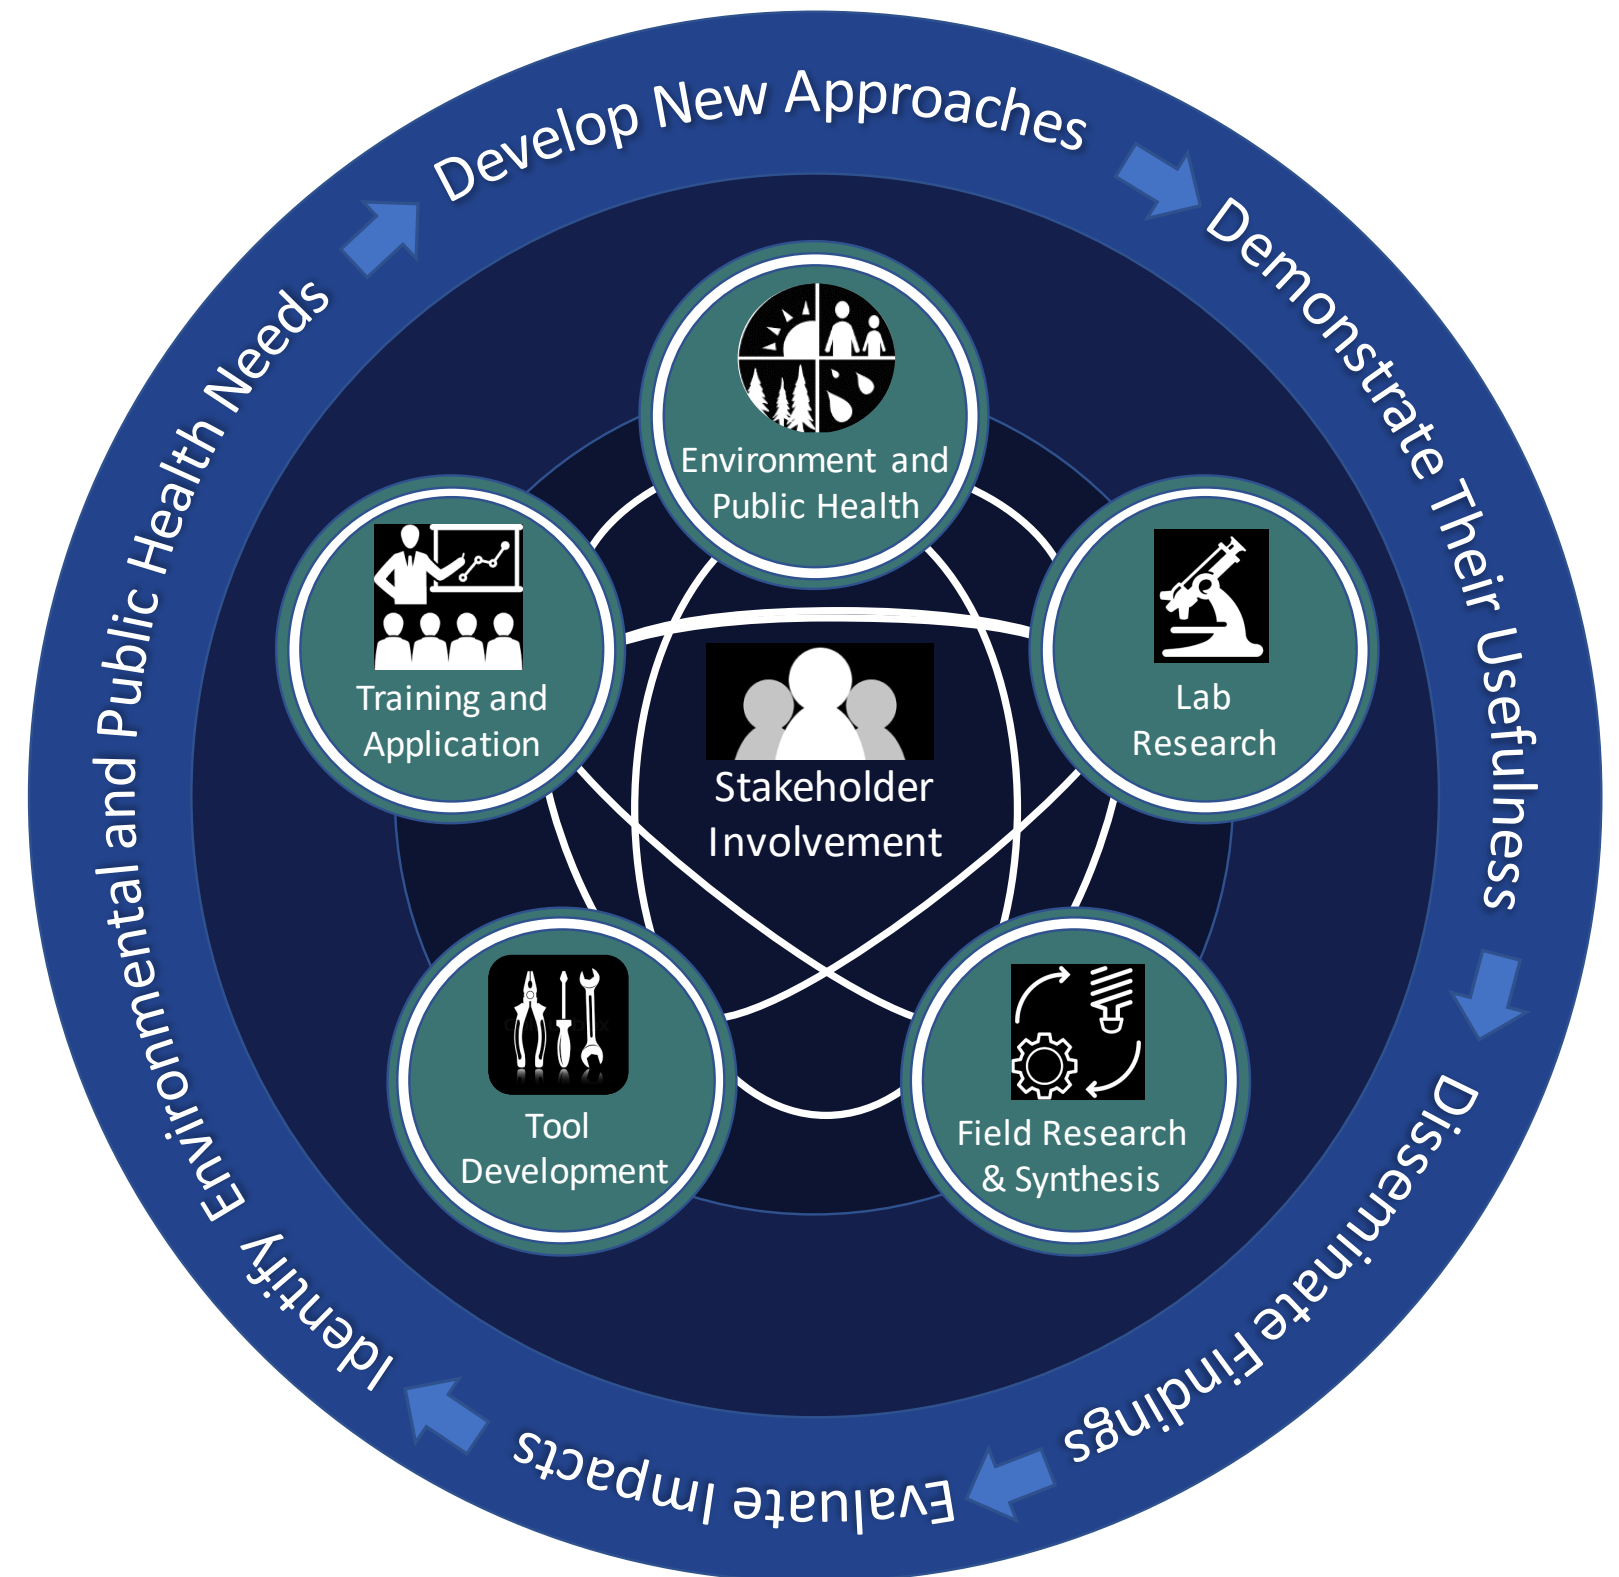 Develop New Approaches
Demonstrate Their Usefulness
Disseminate Findings
Evaluate Impacts
Identify Environmental and Public Health Needs
Environment and
Public Health
Training and
Application
Lab
Research
Stakeholder
Involvement
Tool
Development
Field Research
& Synthesis